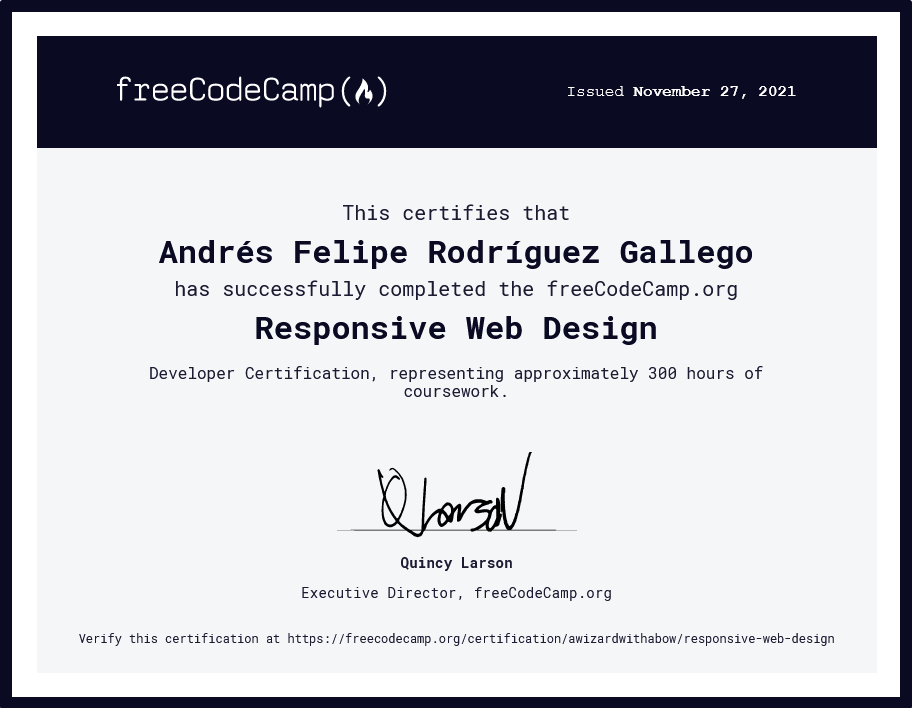 freeCodeCamp(🔥)
Issued November 27, 2021
This certifies that
Andrés Felipe Rodríguez Gallego
has successfully completed the freeCodeCamp.org
Responsive Web Design
Developer Certification, representing approximately 300 hours of
coursework.
Quincy Larson
Executive Director, freeCodeCamp.org
Verify this certification at https://freecodecamp.org/certification/awizardwithabow/responsive-web-design